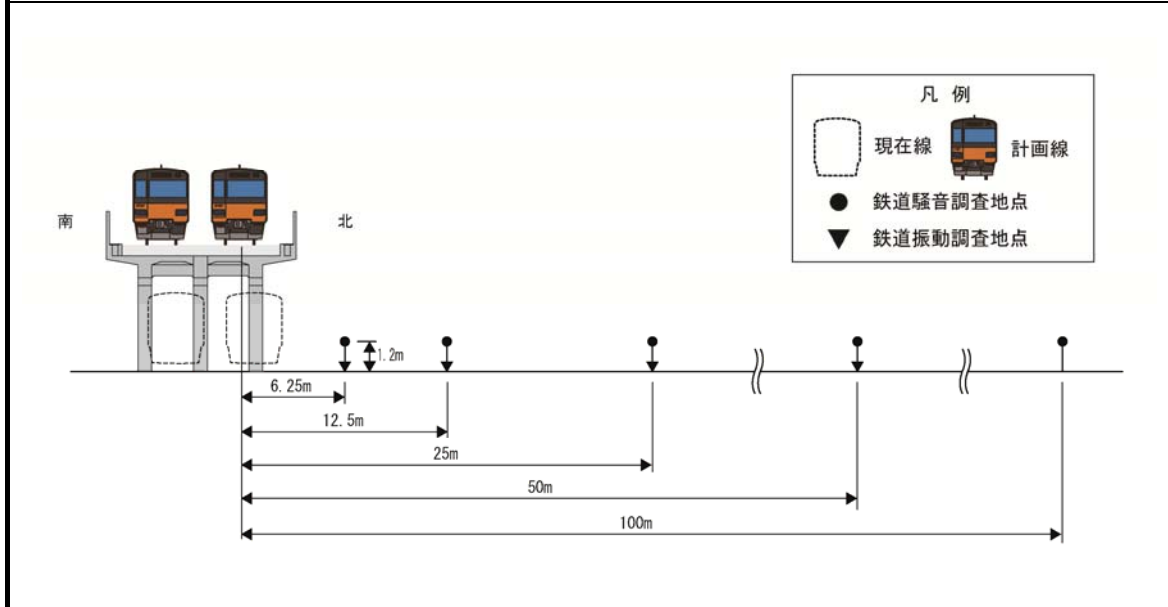 凡 例
現在線
計画線
鉄道騒音調査地点
鉄道振動調査地点
南
北
1.2m
6.25m
12.5m
25m
50m
100m